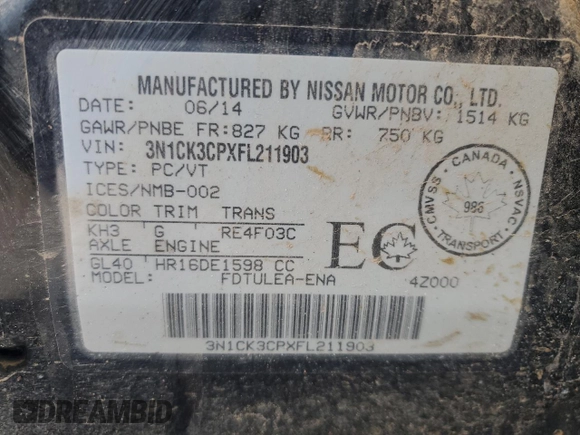 MANUFACTURED BY NISSAN MOTOR CO., LTD.
DATE: 06/14 GVWR/PNBV: 1514 KG
GAWR/PNBE FR: 827 KG RR: 750 KG
VIN: 3N1CK3CPXFL211903
TYPE: PC/VT
ICES/NMB-002
COLOR TRIM TRANS
KH3 G RE4F03C
AXLE ENGINE
GL40 HR16DE1598 CC
MODEL: FDTULEA-ENA 4Z000
EC
CANADA
CMVSS NSVAC
996
TRANSPORT
3N1CK3CPXFL211903
DREAMBID